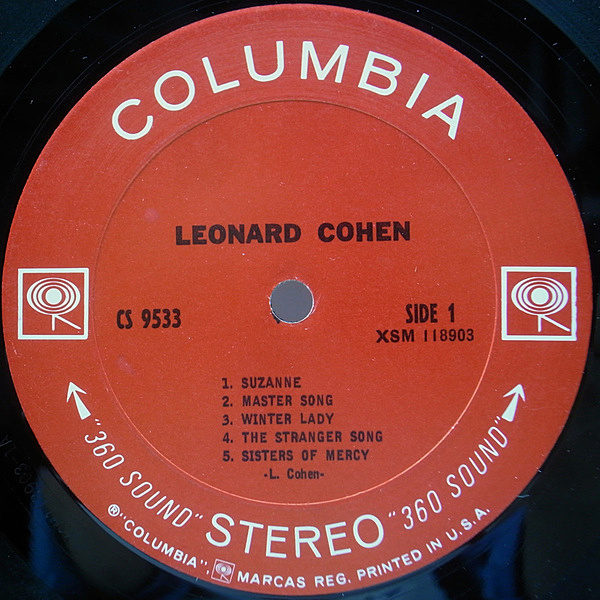 COLUMBIA
LEONARD COHEN
CS 9533
SIDE 1
XSM 118903
1. SUZANNE
2. MASTER SONG
3. WINTER LADY
4. THE STRANGER SONG
5. SISTERS OF MERCY
-L. Cohen-
"360 SOUND" STEREO "360 SOUND"
®"COLUMBIA", MARCAS REG. PRINTED IN U.S.A.